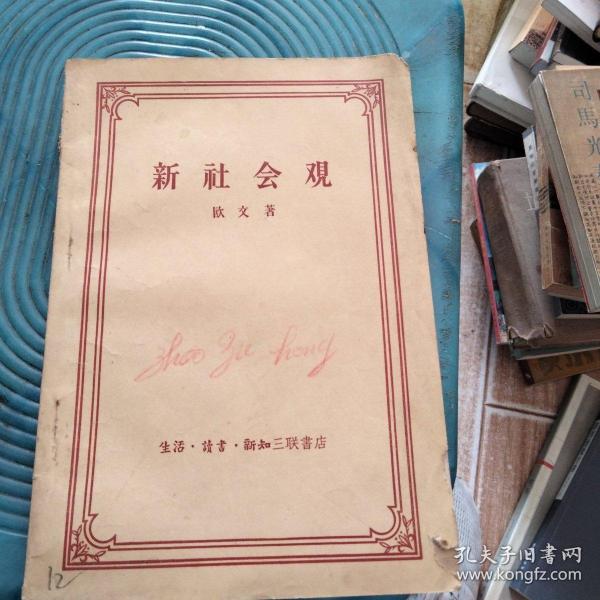 新社会观
欧文著
zhao zu hong
生活·讀書·新知三联書店
12
司馬
孔夫子旧书网
www.kongfz.com